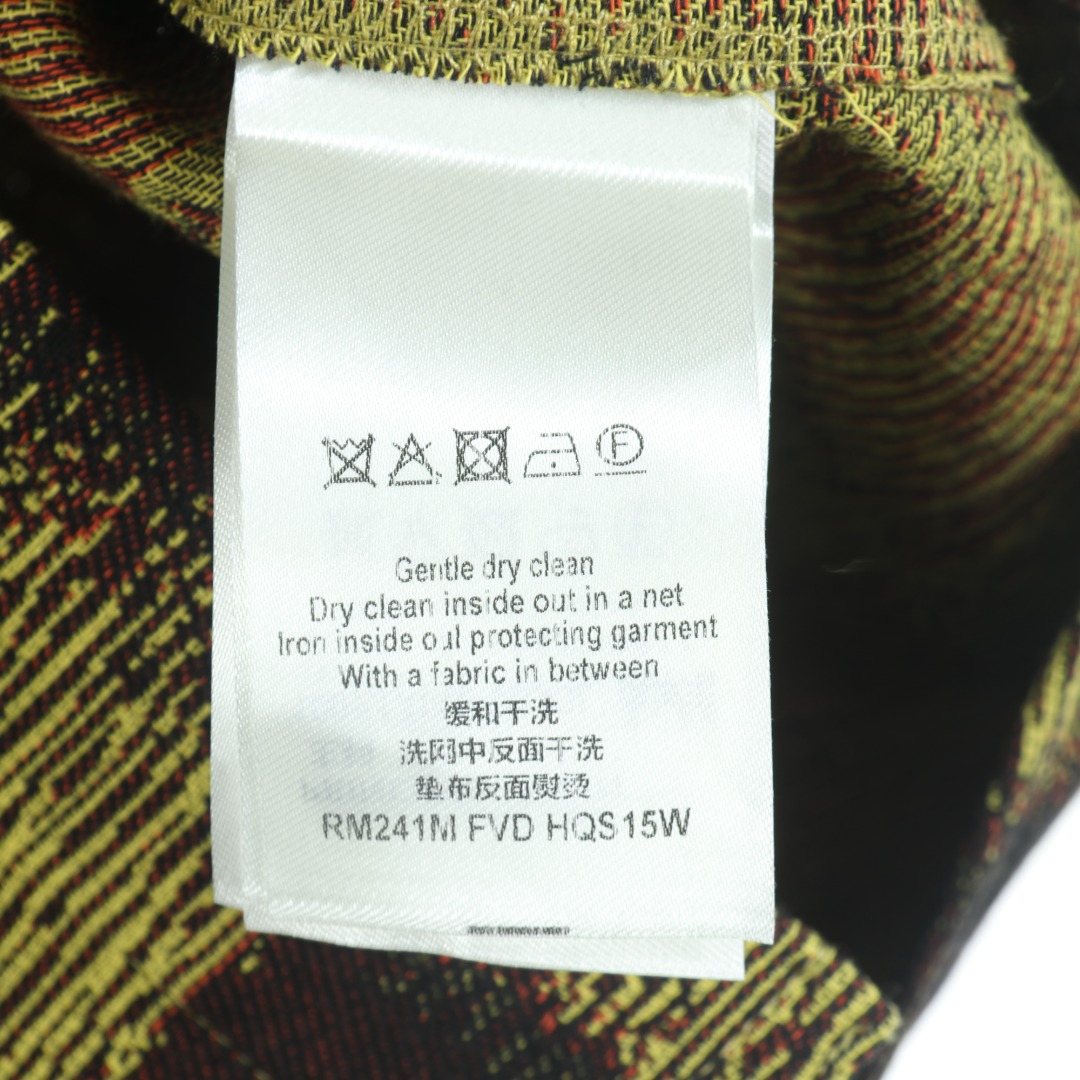 F
Gentle dry clean
Dry clean inside out in a net
Iron inside out protecting garment
With a fabric in between
缓和干洗
洗网中反面干洗
垫布反面熨烫
RM241M FVD HQS15W